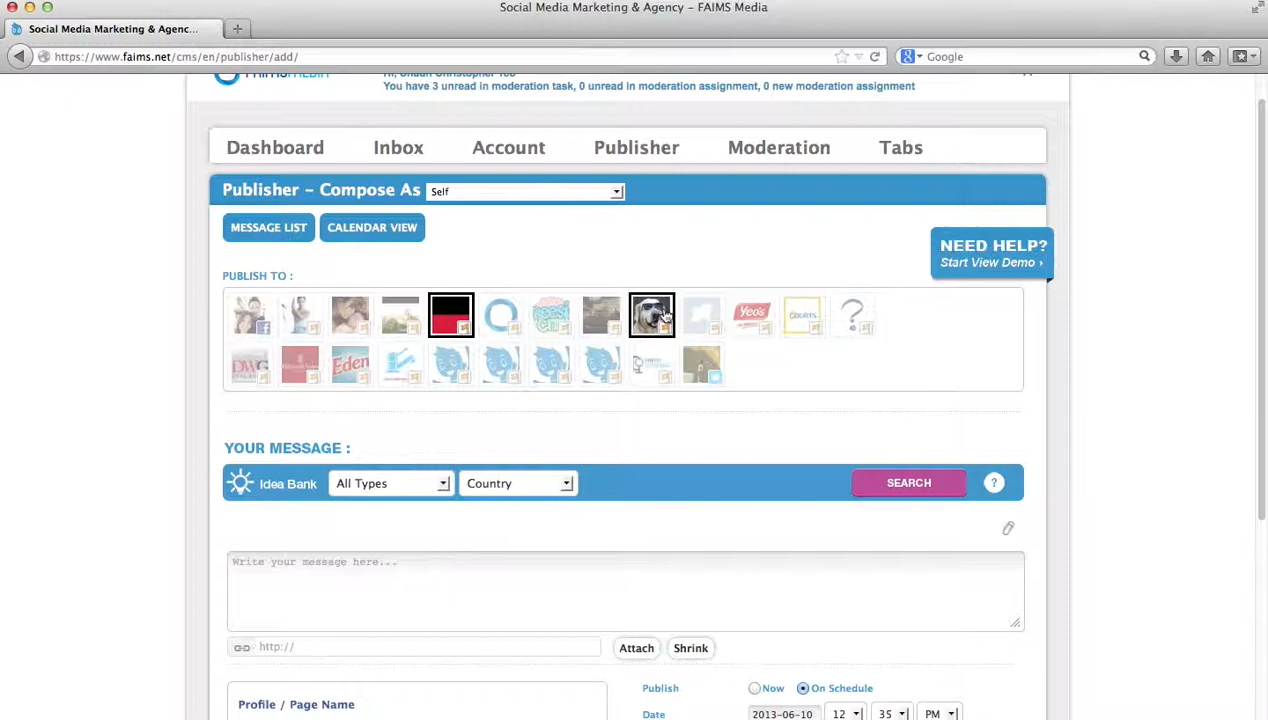 Social Media Marketing & Agency – FAIMS Media
Social Media Marketing & Agenc...
https://www.faims.net/cms/en/publisher/add/
Google
You have 3 unread in moderation task, 0 unread in moderation assignment, 0 new moderation assignment
Dashboard Inbox Account Publisher Moderation Tabs
Publisher – Compose As Self
MESSAGE LIST CALENDAR VIEW
NEED HELP?
Start View Demo ›
PUBLISH TO :
Yeo's COURTS ?
DWG Eden
YOUR MESSAGE :
Idea Bank All Types Country SEARCH ?
Write your message here...
http:// Attach Shrink
Profile / Page Name
Publish Now On Schedule
Date 2013-06-10 12 35 PM